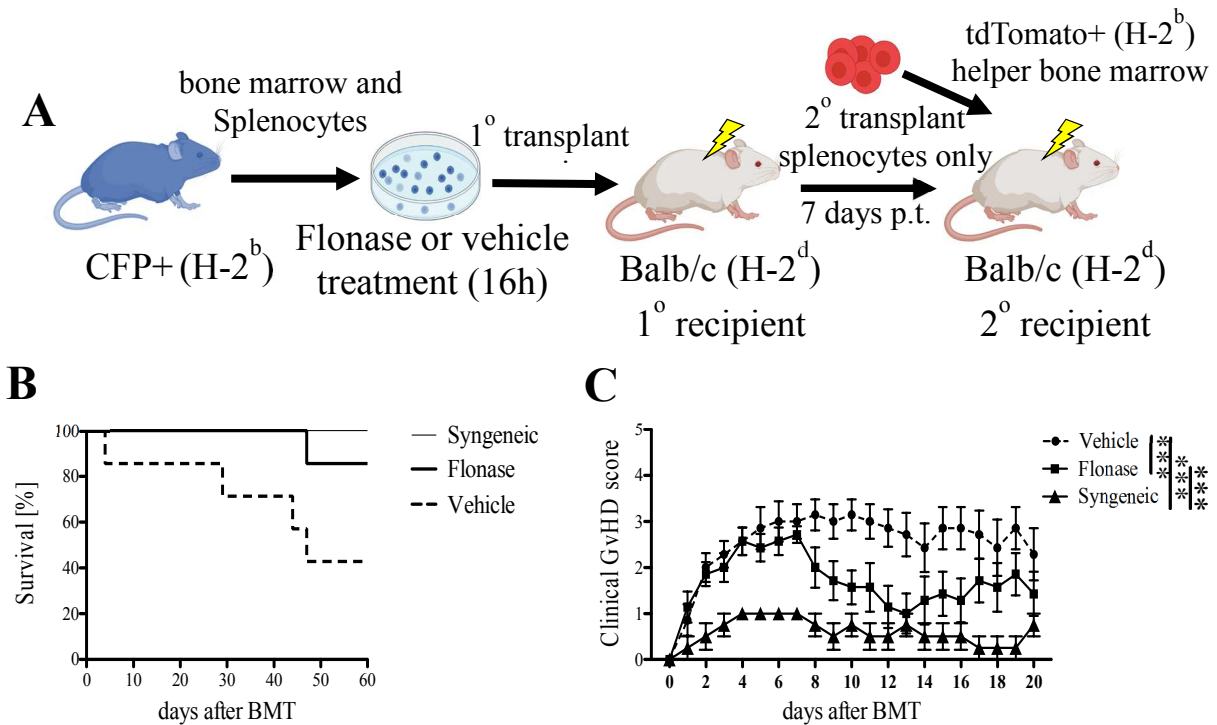 A
bone marrow and
Splenocytes
1° transplant
2° transplant
splenocytes only
7 days p.t.
tdTomato+ (H-2ᵇ)
helper bone marrow
CFP+ (H-2ᵇ)
Flonase or vehicle
treatment (16h)
Balb/c (H-2ᵈ)
1° recipient
Balb/c (H-2ᵈ)
2° recipient
B
Survival [%]
100
80
60
40
20
0
0 10 20 30 40 50 60
days after BMT
Syngeneic
Flonase
Vehicle
C
Clinical GvHD score
5
4
3
2
1
0
0 2 4 6 8 10 12 14 16 18 20
days after BMT
Vehicle
Flonase
Syngeneic
***
***
***